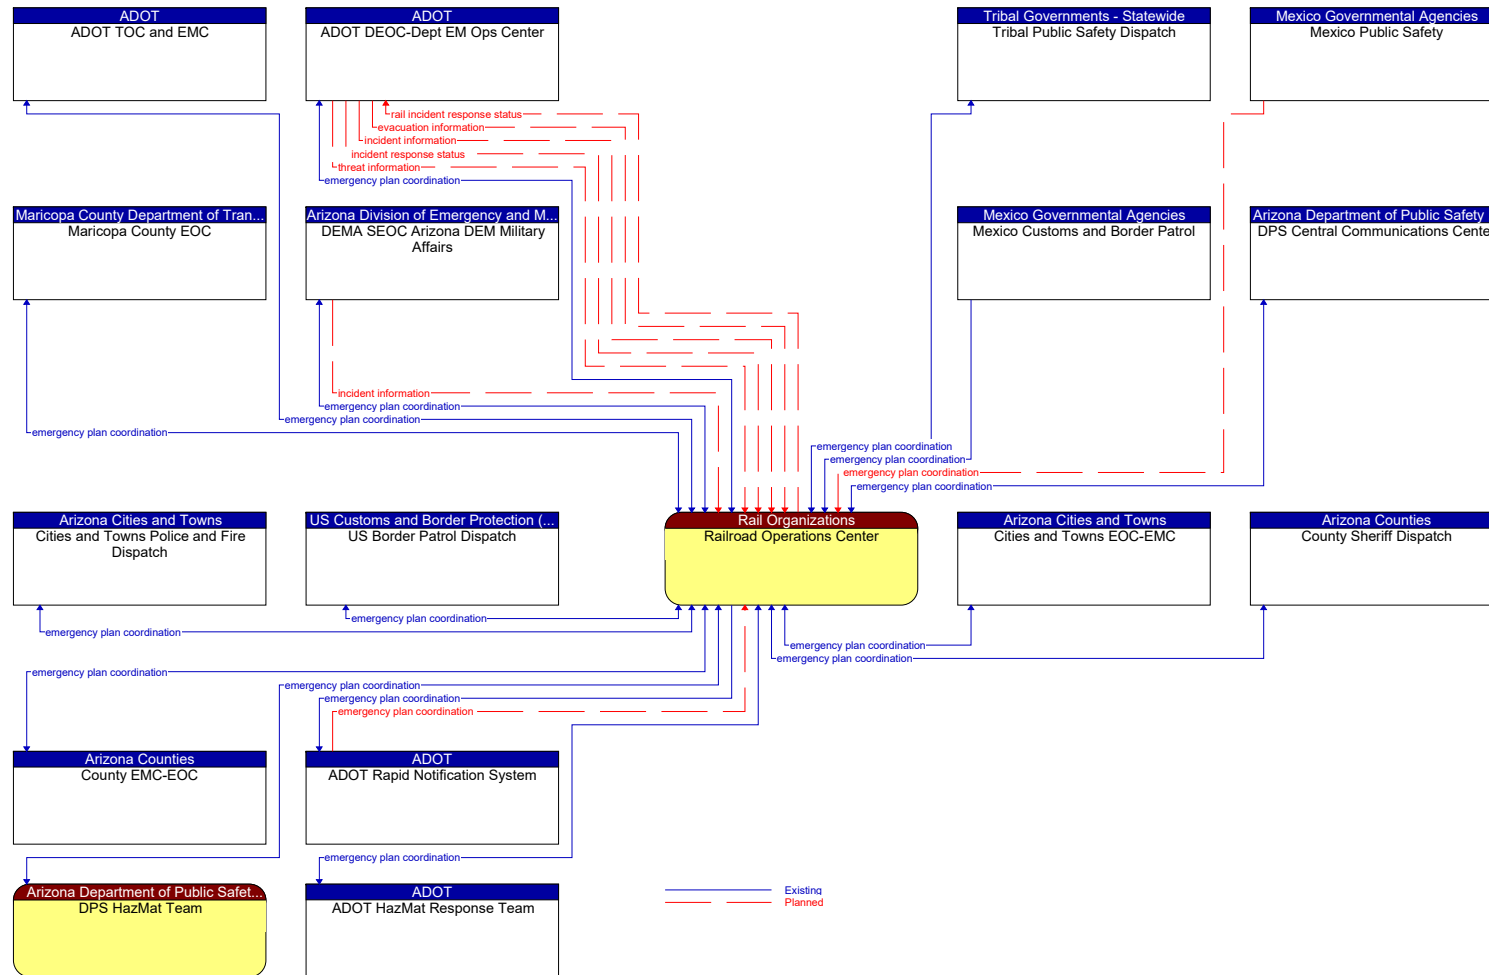 ADOT
ADOT TOC and EMC
ADOT
ADOT DEOC-Dept EM Ops Center
Tribal Governments - Statewide
Tribal Public Safety Dispatch
Mexico Governmental Agencies
Mexico Public Safety
rail incident response status
evacuation information
incident information
incident response status
threat information
emergency plan coordination
Maricopa County Department of Tran...
Maricopa County EOC
Arizona Division of Emergency and M...
DEMA SEOC Arizona DEM Military
Affairs
Mexico Governmental Agencies
Mexico Customs and Border Patrol
Arizona Department of Public Safety
DPS Central Communications Cente
incident information
emergency plan coordination
emergency plan coordination
emergency plan coordination
emergency plan coordination
emergency plan coordination
emergency plan coordination
emergency plan coordination
Arizona Cities and Towns
Cities and Towns Police and Fire
Dispatch
US Customs and Border Protection (...
US Border Patrol Dispatch
Rail Organizations
Railroad Operations Center
Arizona Cities and Towns
Cities and Towns EOC-EMC
Arizona Counties
County Sheriff Dispatch
emergency plan coordination
emergency plan coordination
emergency plan coordination
emergency plan coordination
emergency plan coordination
emergency plan coordination
emergency plan coordination
emergency plan coordination
Arizona Counties
County EMC-EOC
ADOT
ADOT Rapid Notification System
emergency plan coordination
Arizona Department of Public Safet...
DPS HazMat Team
ADOT
ADOT HazMat Response Team
Existing
Planned